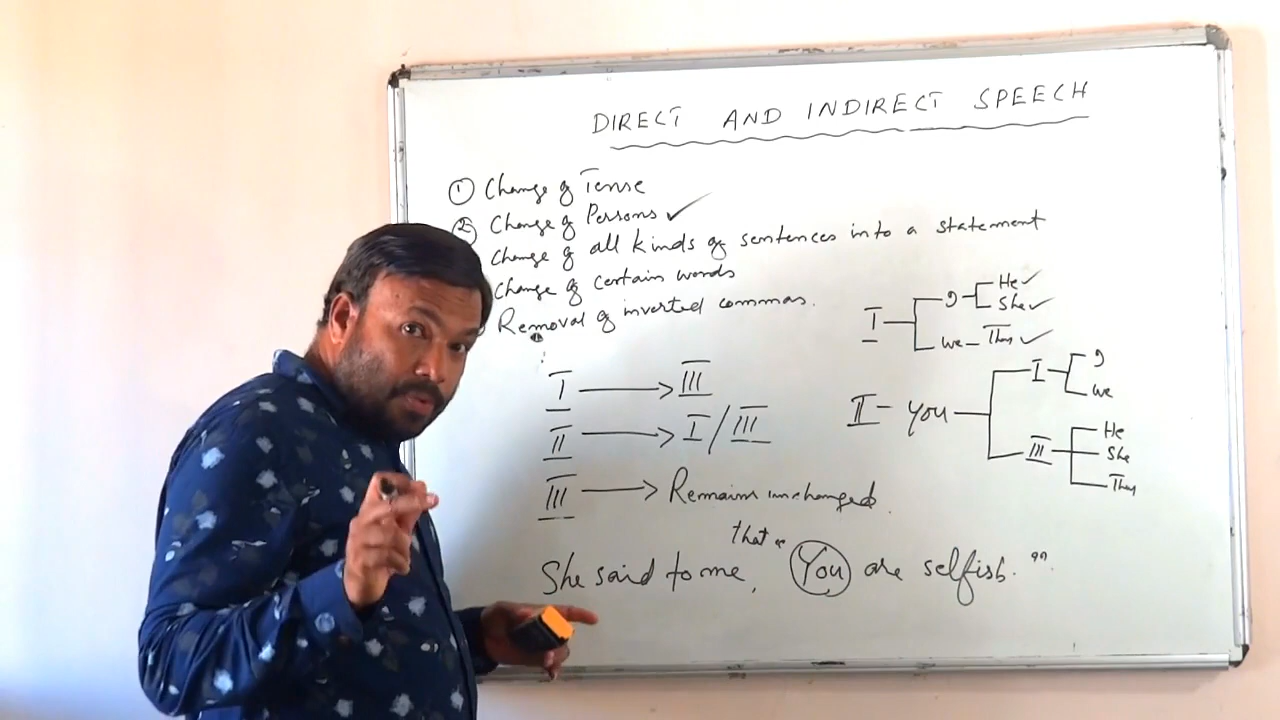 DIRECT AND INDIRECT SPEECH
① Change of Tense
② Change of Persons ✓
Change of all kinds of sentences into a statement
Change of certain words
Removal of inverted commas.
I He ✓
She ✓
We – They ✓
I → III
II → I / III
III → Remains unchanged.
II – You I
We
III He
She
They
that "
She said to me, You are selfish."